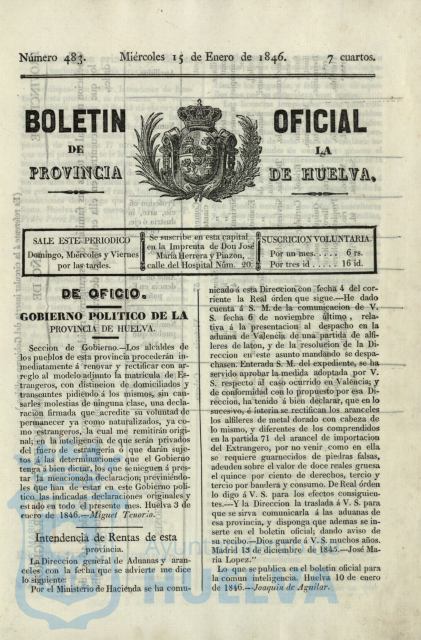 Número 483. Miércoles 15 de Enero de 1846. 7 cuartos.
BOLETIN OFICIAL
DE LA
PROVINCIA DE HUELVA.
SALE ESTE PERIODICO
Domingo, Miércoles y Viernes
por las tardes.
Se suscribe en esta capital
en la Imprenta de Don José
María Herrera y Piazón,
calle del Hospital Núm. 20.
SUSCRICION VOLUNTARIA.
Por un mes. . . . . 6 rs.
Por tres id . . . . . 16 id.
DE OFICIO.
GOBIERNO POLITICO DE LA
PROVINCIA DE HUELVA.
Seccion de Gobierno.—Los alcaldes
de los pueblos de esta provincia procederán in-
mediatamente á renovar y rectificar con ar-
reglo al modelo adjunto la matrícula de Es-
trangeros, con distincion de domiciliados y
transeuntes pidiendo á los mismos, sin cau-
sarles molestias de ninguna clase, una decla-
racion firmada que acredite su voluntad de
permanecer ya como naturalizados, ya co-
mo estrangeros, la cual me remitirán origi-
nal; en la inteligencia de que serán privados
del fuero de estrangería ó que darán suje-
tos á las determinaciones que el Gobierno
tenga á bien dictar, los que se nieguen á pres-
tar la mencionada declaracion; previniéndo-
les que han de estar en este Gobierno polí-
tico las indicadas declaraciones originales y
estado en todo el presente mes. Huelva 3 de
enero de 1846.—Miguel Tenorio.
Intendencia de Rentas de esta
provincia.
La Direccion general de Aduanas y aran-
celes con la fecha que se advierte me dice
lo siguiente:
Por el Ministerio de Hacienda se ha comu-
nicado á esta Direccion con fecha 4 del cor-
riente la Real órden que sigue.—He dado
cuenta á S. M. de la comunicacion de V.
S. fecha 6 de noviembre último, rela-
tiva á la presentacion al despacho en la
aduana de Valencia de una partida de alfi-
leres de laton, y de la resolucion de la Di-
reccion en este asunto mandando se despa-
chasen. Enterada S. M. del expediente, se ha
servido aprobar la medida adoptada por V.
S. respecto al caso ocurrido en Valencia; y
de conformidad con lo propuesto por esa Di-
reccion, ha tenido á bien declarar, que en lo
sucesivo, é ínterin se rectifican los aranceles
los alfileres de metal dorado con cabeza de
lo mismo, y diferentes de los comprendidos
en la partida 71 del arancel de importacion
del Extrangero, por no venir como en ella
se requiere guarnecidos de piedras falsas,
adeuden sobre el valor de doce reales gruesa
el quince por ciento de derechos, tercio y
tercio por bandera y consumo. De Real órden
lo digo á V. S. para los efectos consiguien-
tes.—Y la Direccion la traslada á V. S. para
que se sirva comunicarla á las aduanas de
esa provincia, y disponga que ademas se in-
serte en el boletin oficial; dando aviso de
su recibo.—Dios guarde á V. S. muchos años.
Madrid 13 de diciembre de 1845.—José Ma-
ría Lopez."
Lo que se publica en el boletin oficial para
la comun inteligencia. Huelva 10 de enero
de 1846.—Joaquin de Aguilar.
HUELVA